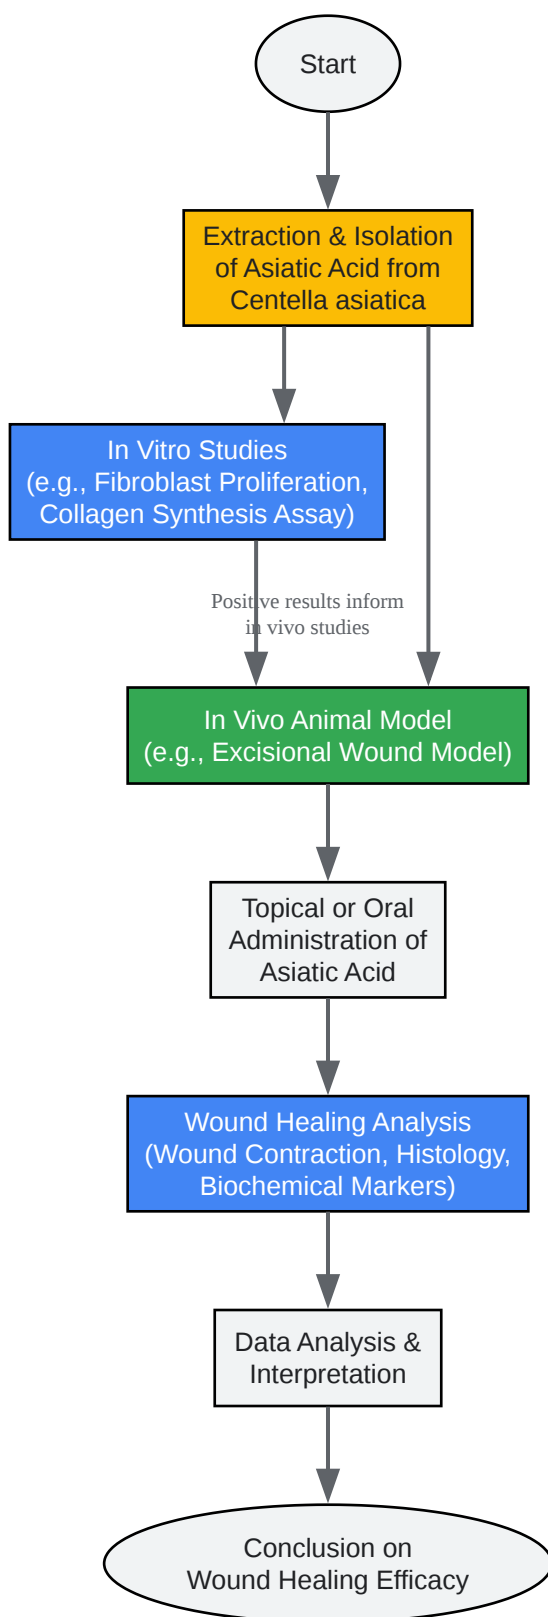 Start
Extraction & Isolation
of Asiatic Acid from
Centella asiatica
In Vitro Studies
(e.g., Fibroblast Proliferation,
Collagen Synthesis Assay)
Positive results inform
in vivo studies
In Vivo Animal Model
(e.g., Excisional Wound Model)
Topical or Oral
Administration of
Asiatic Acid
Wound Healing Analysis
(Wound Contraction, Histology,
Biochemical Markers)
Data Analysis &
Interpretation
Conclusion on
Wound Healing Efficacy